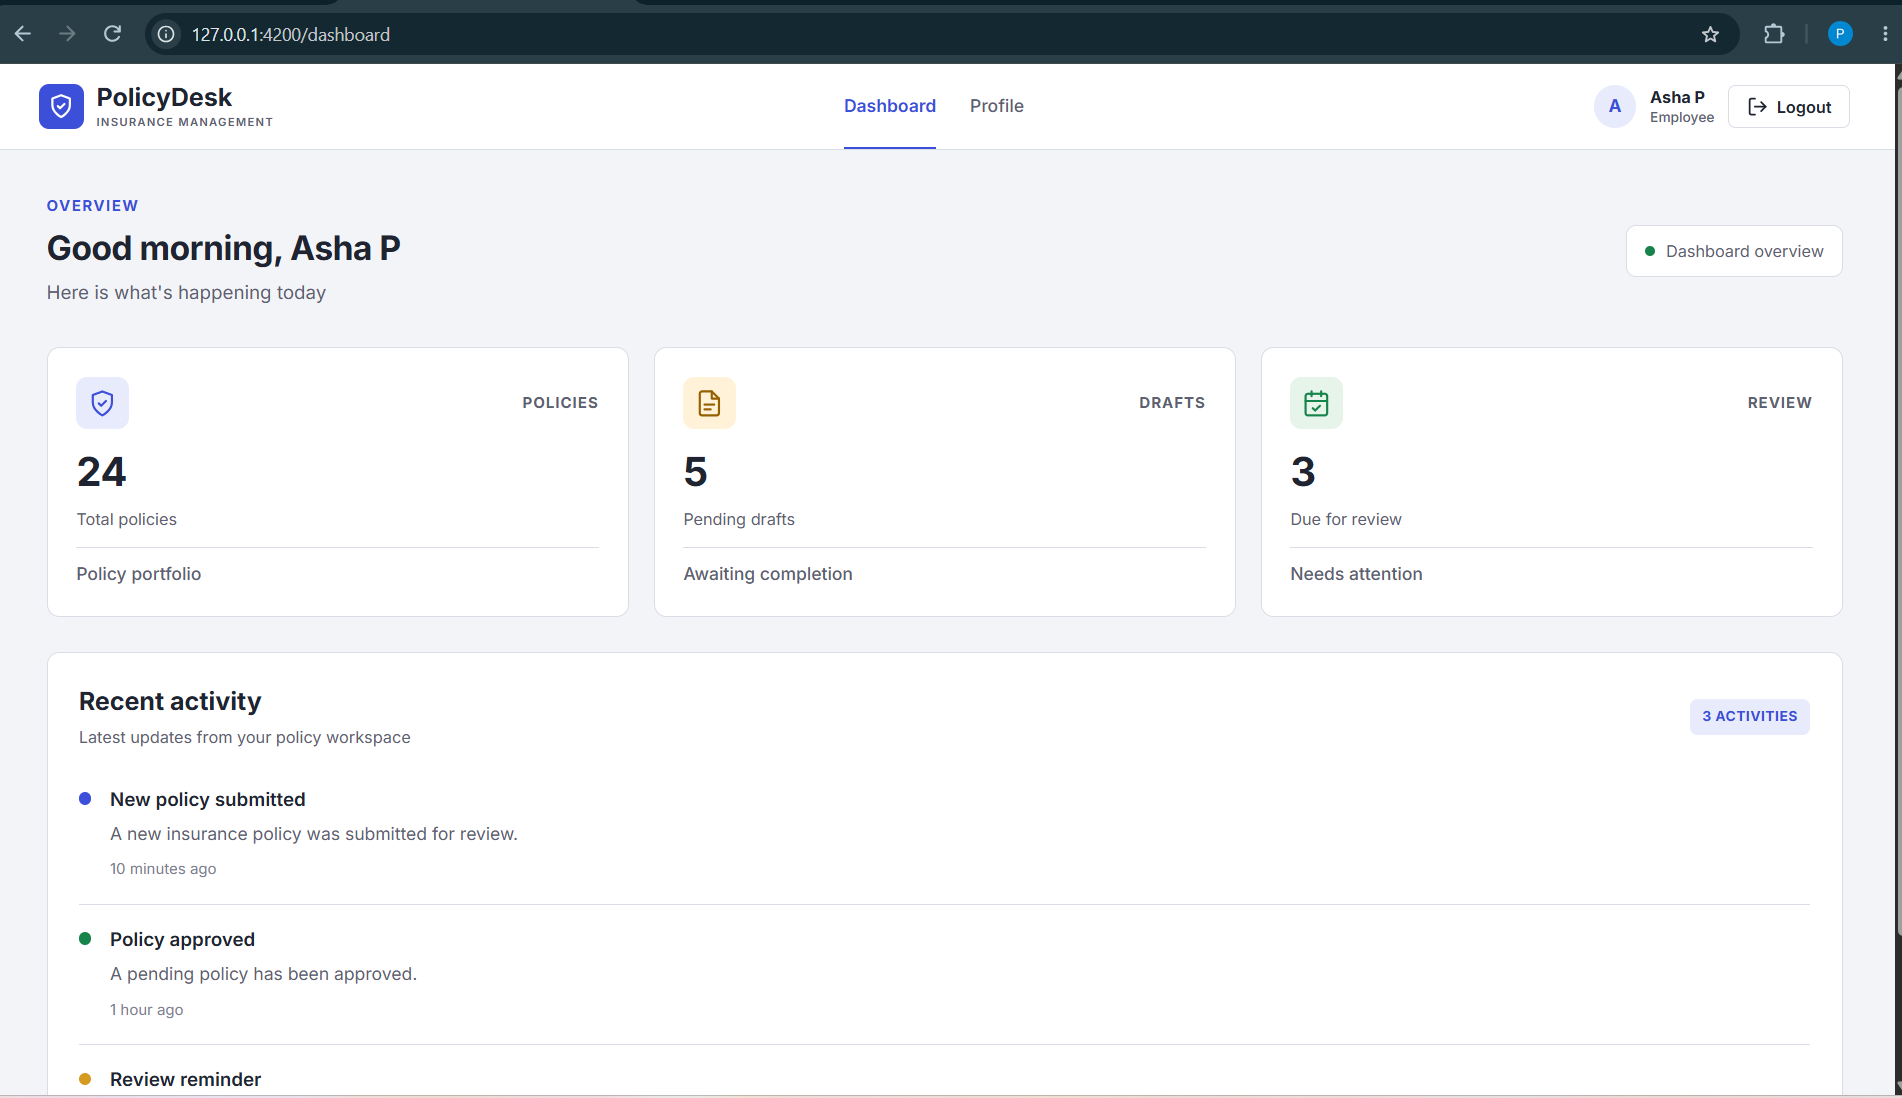 127.0.0.1:4200/dashboard
P
PolicyDesk
INSURANCE MANAGEMENT
Dashboard
Profile
A
Asha P
Employee
Logout
OVERVIEW
Good morning, Asha P
Here is what's happening today
Dashboard overview
POLICIES
24
Total policies
Policy portfolio
DRAFTS
5
Pending drafts
Awaiting completion
REVIEW
3
Due for review
Needs attention
Recent activity
Latest updates from your policy workspace
3 ACTIVITIES
New policy submitted
A new insurance policy was submitted for review.
10 minutes ago
Policy approved
A pending policy has been approved.
1 hour ago
Review reminder